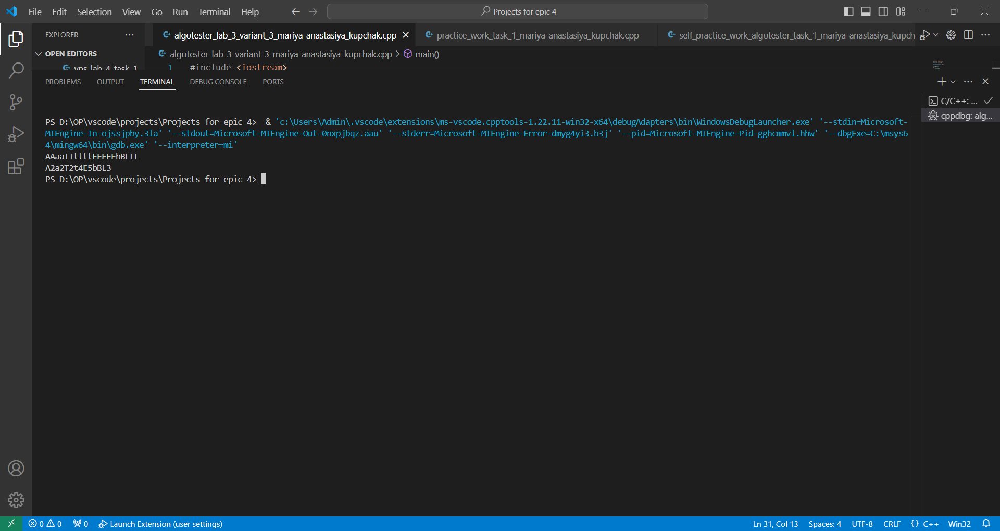 File Edit Selection View Go Run Terminal Help Projects for epic 4
EXPLORER
algotester_lab_3_variant_3_mariya-anastasiya_kupchak.cpp practice_work_task_1_mariya-anastasiya_kupchak.cpp self_practice_work_algotester_task_1_mariya-anastasiya_kupch
OPEN EDITORS
algotester_lab_3_variant_3_mariya-anastasiya_kupchak.cpp > main()
vns_lab_4_task_1
1 #include <iostream>
PROBLEMS OUTPUT TERMINAL DEBUG CONSOLE PORTS
C/C++: ...
cppdbg: alg...
PS D:\OP\vscode\projects\Projects for epic 4> & 'c:\Users\Admin\.vscode\extensions\ms-vscode.cpptools-1.22.11-win32-x64\debugAdapters\bin\WindowsDebugLauncher.exe' '--stdin=Microsoft-
MIEngine-In-ojssjpby.3la' '--stdout=Microsoft-MIEngine-Out-0nxpjbqz.aau' '--stderr=Microsoft-MIEngine-Error-dmyg4yi3.b3j' '--pid=Microsoft-MIEngine-Pid-gghcmmvl.hhw' '--dbgExe=C:\msys6
4\mingw64\bin\gdb.exe' '--interpreter=mi'
AAaaTTttttEEEEEbBLLL
A2a2T2t4E5bBL3
PS D:\OP\vscode\projects\Projects for epic 4>
0 0 0 Launch Extension (user settings) Ln 31, Col 13 Spaces: 4 UTF-8 CRLF {} C++ Win32